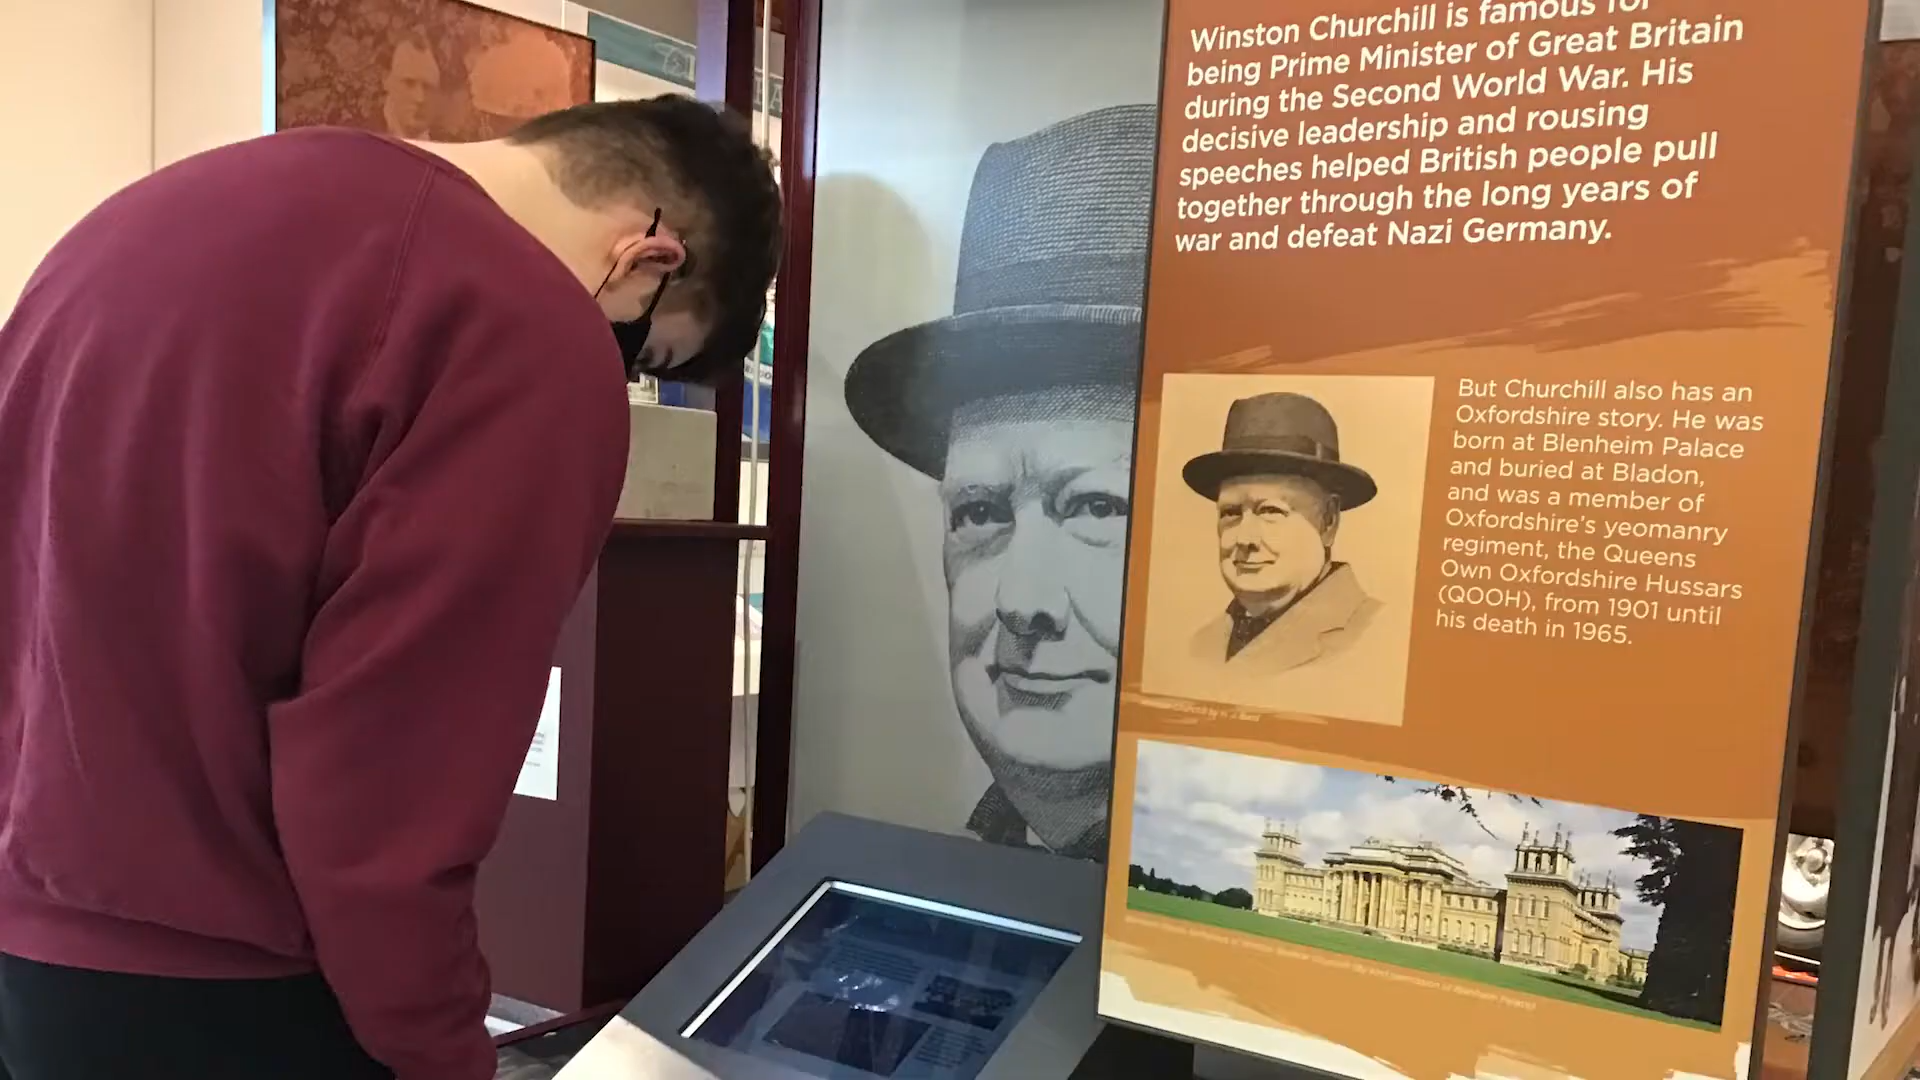 Winston Churchill is famous for
being Prime Minister of Great Britain
during the Second World War. His
decisive leadership and rousing
speeches helped British people pull
together through the long years of
war and defeat Nazi Germany.
But Churchill also has an
Oxfordshire story. He was
born at Blenheim Palace
and buried at Bladon,
and was a member of
Oxfordshire's yeomanry
regiment, the Queens
Own Oxfordshire Hussars
(QOOH), from 1901 until
his death in 1965.